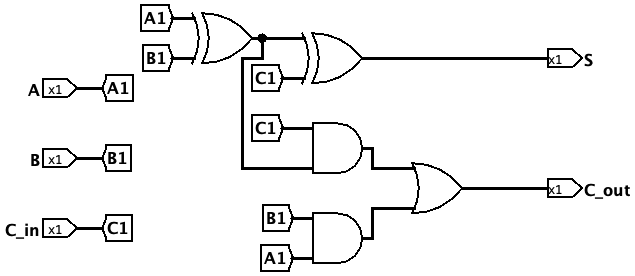 A1
B1
C1
x1 S
A x1 A1
C1
B x1 B1
x1 C_out
B1
C_in x1 C1
A1